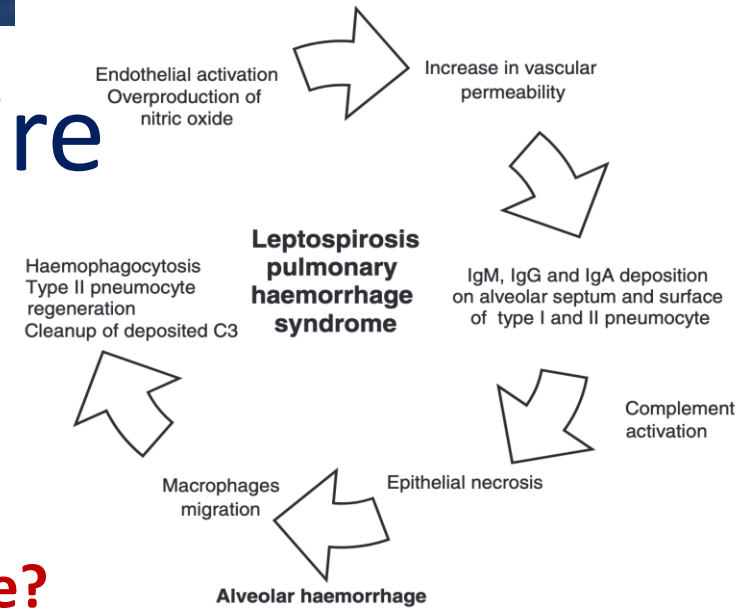 Endothelial activation
Overproduction of
nitric oxide
Increase in vascular
permeability
re
Leptospirosis
pulmonary
haemorrhage
syndrome
IgM, IgG and IgA deposition
on alveolar septum and surface
of type I and II pneumocyte
Haemophagocytosis
Type II pneumocyte
regeneration
Cleanup of deposited C3
Complement
activation
Epithelial necrosis
Macrophages
migration
Alveolar haemorrhage
e?